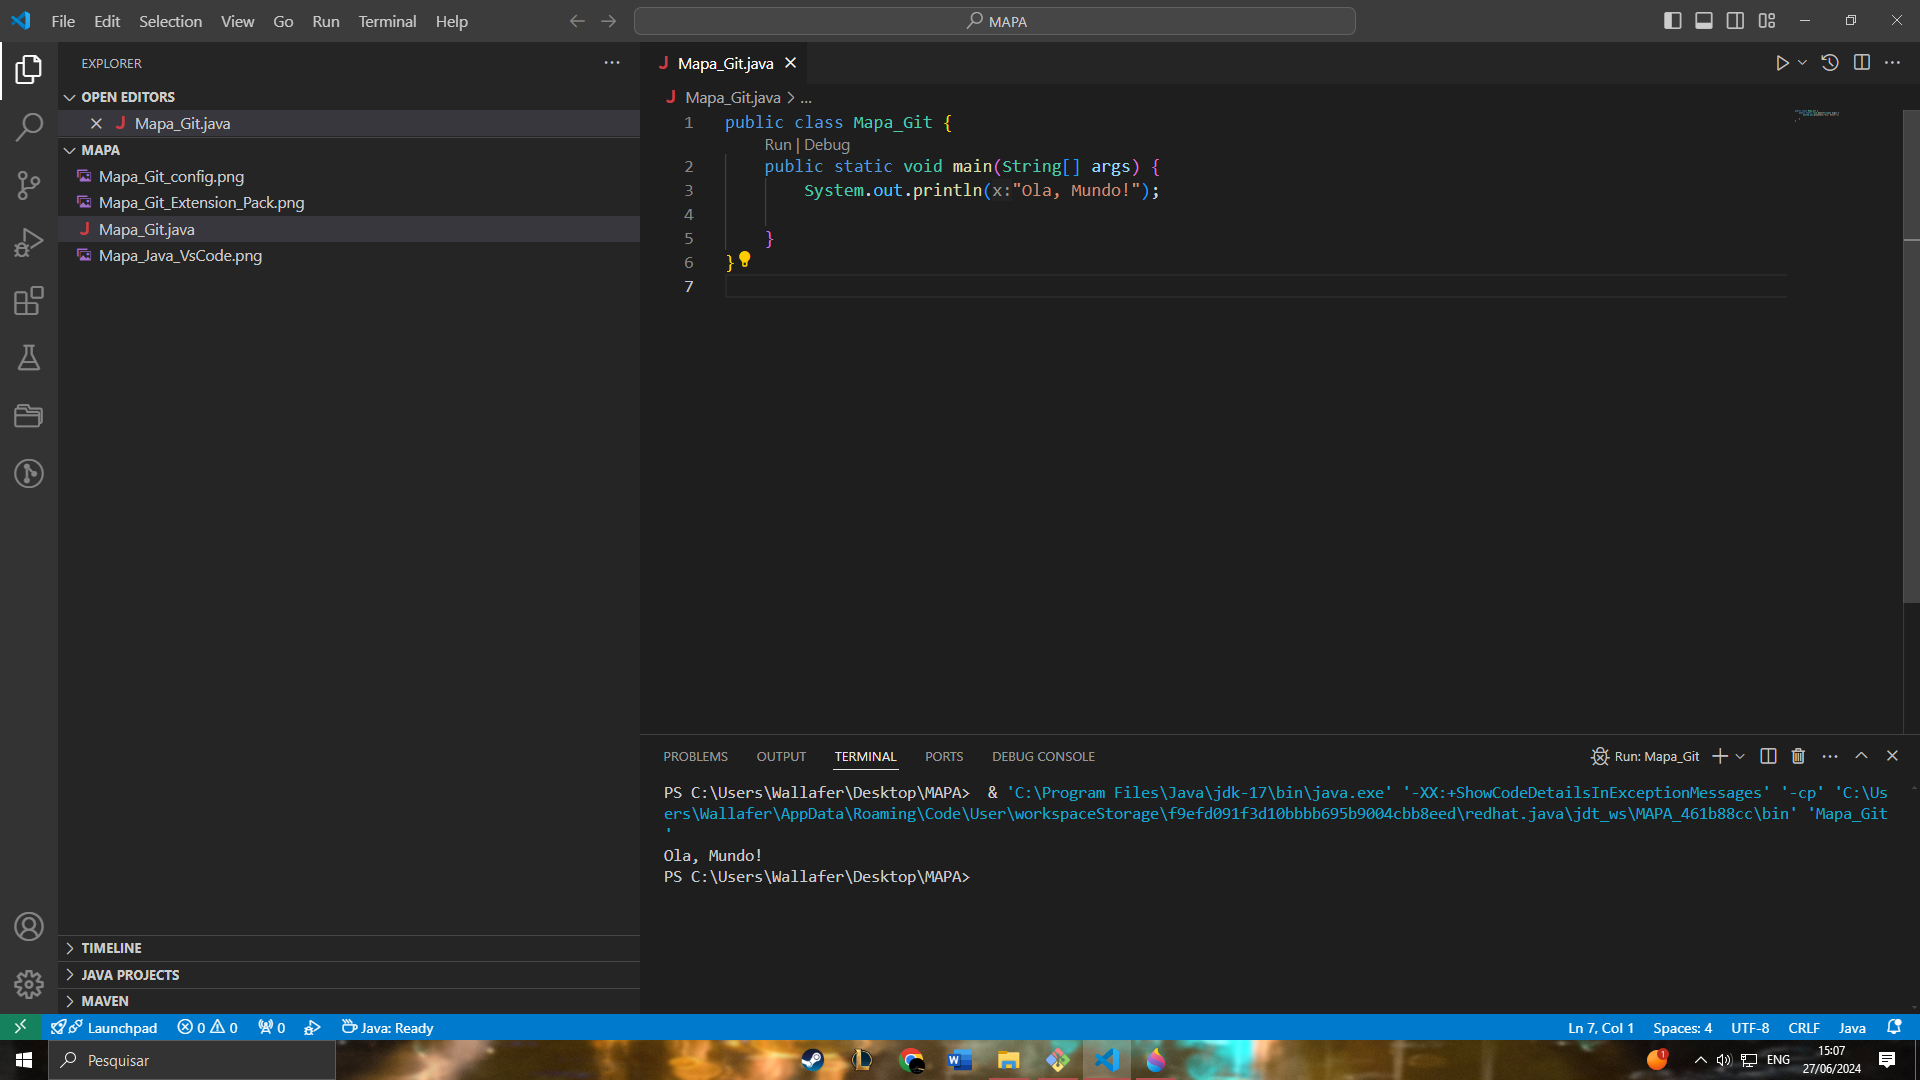 File Edit Selection View Go Run Terminal Help
MAPA
EXPLORER
OPEN EDITORS
Mapa_Git.java
MAPA
Mapa_Git_config.png
Mapa_Git_Extension_Pack.png
Mapa_Git.java
Mapa_Java_VsCode.png
TIMELINE
JAVA PROJECTS
MAVEN
Mapa_Git.java
Mapa_Git.java > ...
1 public class Mapa_Git {
Run | Debug
2 public static void main(String[] args) {
3 System.out.println(x:"Ola, Mundo!");
4
5 }
6 }
7
PROBLEMS OUTPUT TERMINAL PORTS DEBUG CONSOLE
Run: Mapa_Git
PS C:\Users\Wallafer\Desktop\MAPA>  & 'C:\Program Files\Java\jdk-17\bin\java.exe' '-XX:+ShowCodeDetailsInExceptionMessages' '-cp' 'C:\Us
ers\Wallafer\AppData\Roaming\Code\User\workspaceStorage\f9efd091f3d10bbbb695b9004cbb8eed\redhat.java\jdt_ws\MAPA_461b88cc\bin' 'Mapa_Git
'
Ola, Mundo!
PS C:\Users\Wallafer\Desktop\MAPA>
Launchpad 0 0 0 Java: Ready
Ln 7, Col 1 Spaces: 4 UTF-8 CRLF Java
Pesquisar
1
ENG
15:07
27/06/2024